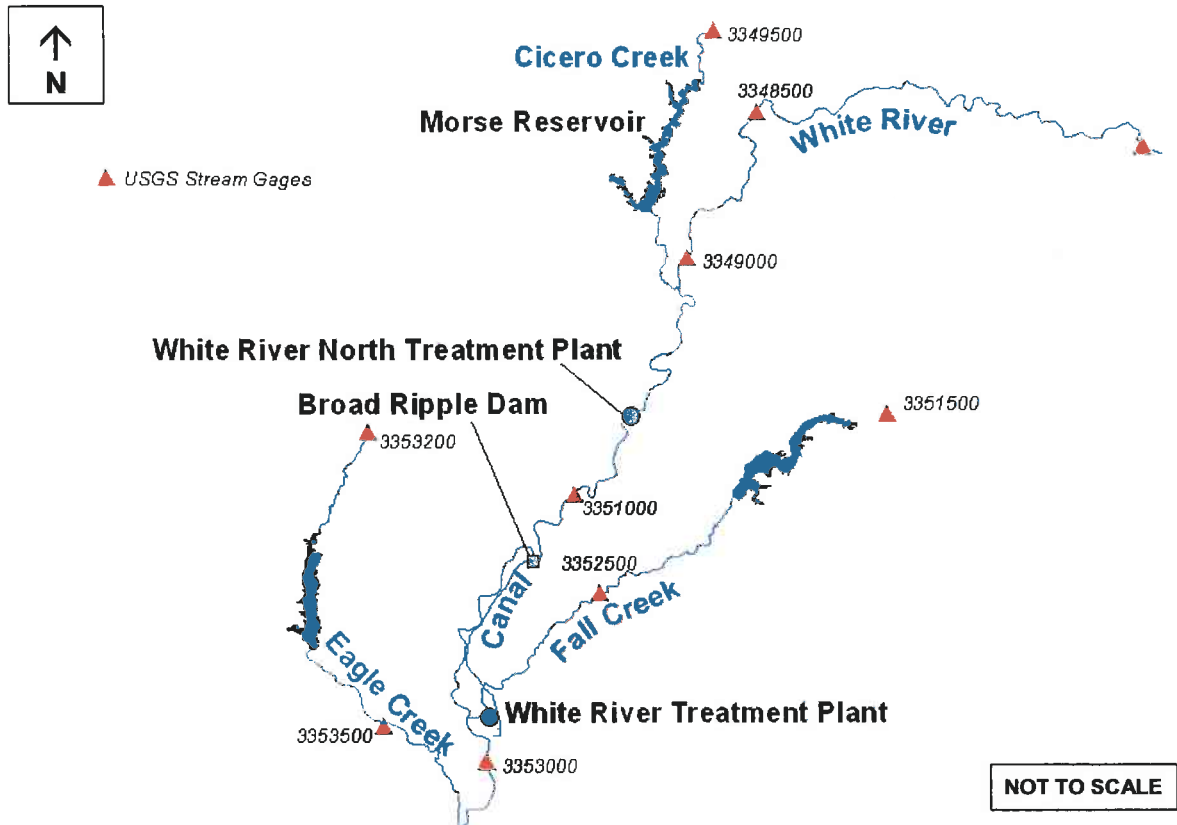 N
3349500
Cicero Creek
3348500
Morse Reservoir
White River
USGS Stream Gages
3349000
White River North Treatment Plant
Broad Ripple Dam
3351500
3353200
3351000
3352500
Canal
Fall Creek
Eagle Creek
White River Treatment Plant
3353500
3353000
NOT TO SCALE